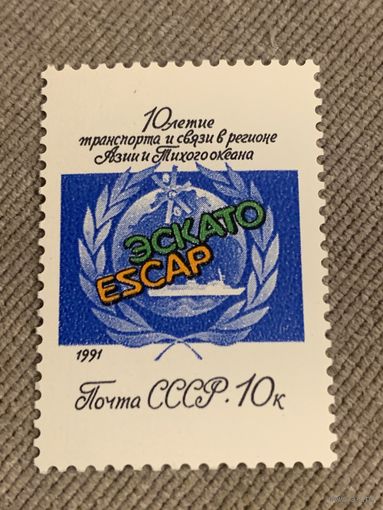 10летие
транспорта и связи в регионе
Азии и Тихого океана
ЭСКАТО
ESCAP
1991
Почта СССР·10к